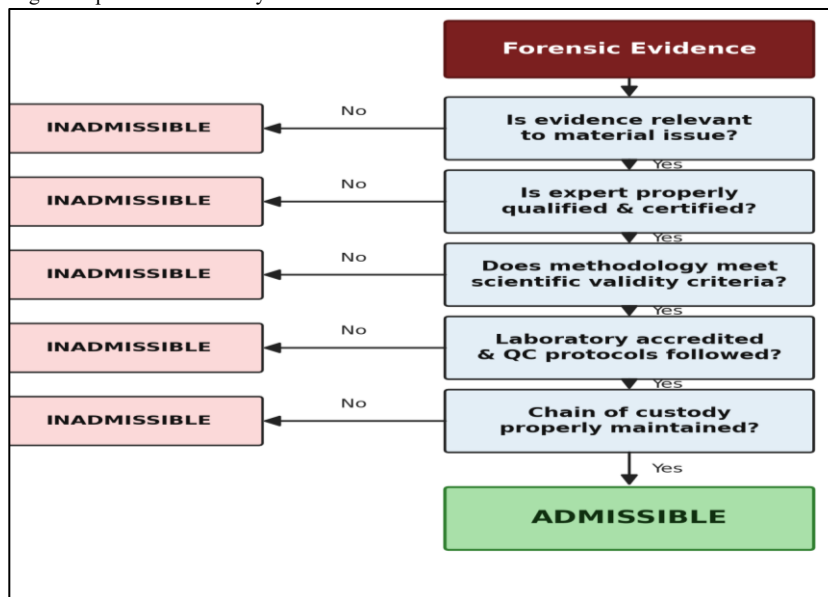 Forensic Evidence
INADMISSIBLE
No
Is evidence relevant
to material issue?
Yes
INADMISSIBLE
No
Is expert properly
qualified & certified?
Yes
INADMISSIBLE
No
Does methodology meet
scientific validity criteria?
Yes
INADMISSIBLE
No
Laboratory accredited
& QC protocols followed?
Yes
INADMISSIBLE
No
Chain of custody
properly maintained?
Yes
ADMISSIBLE